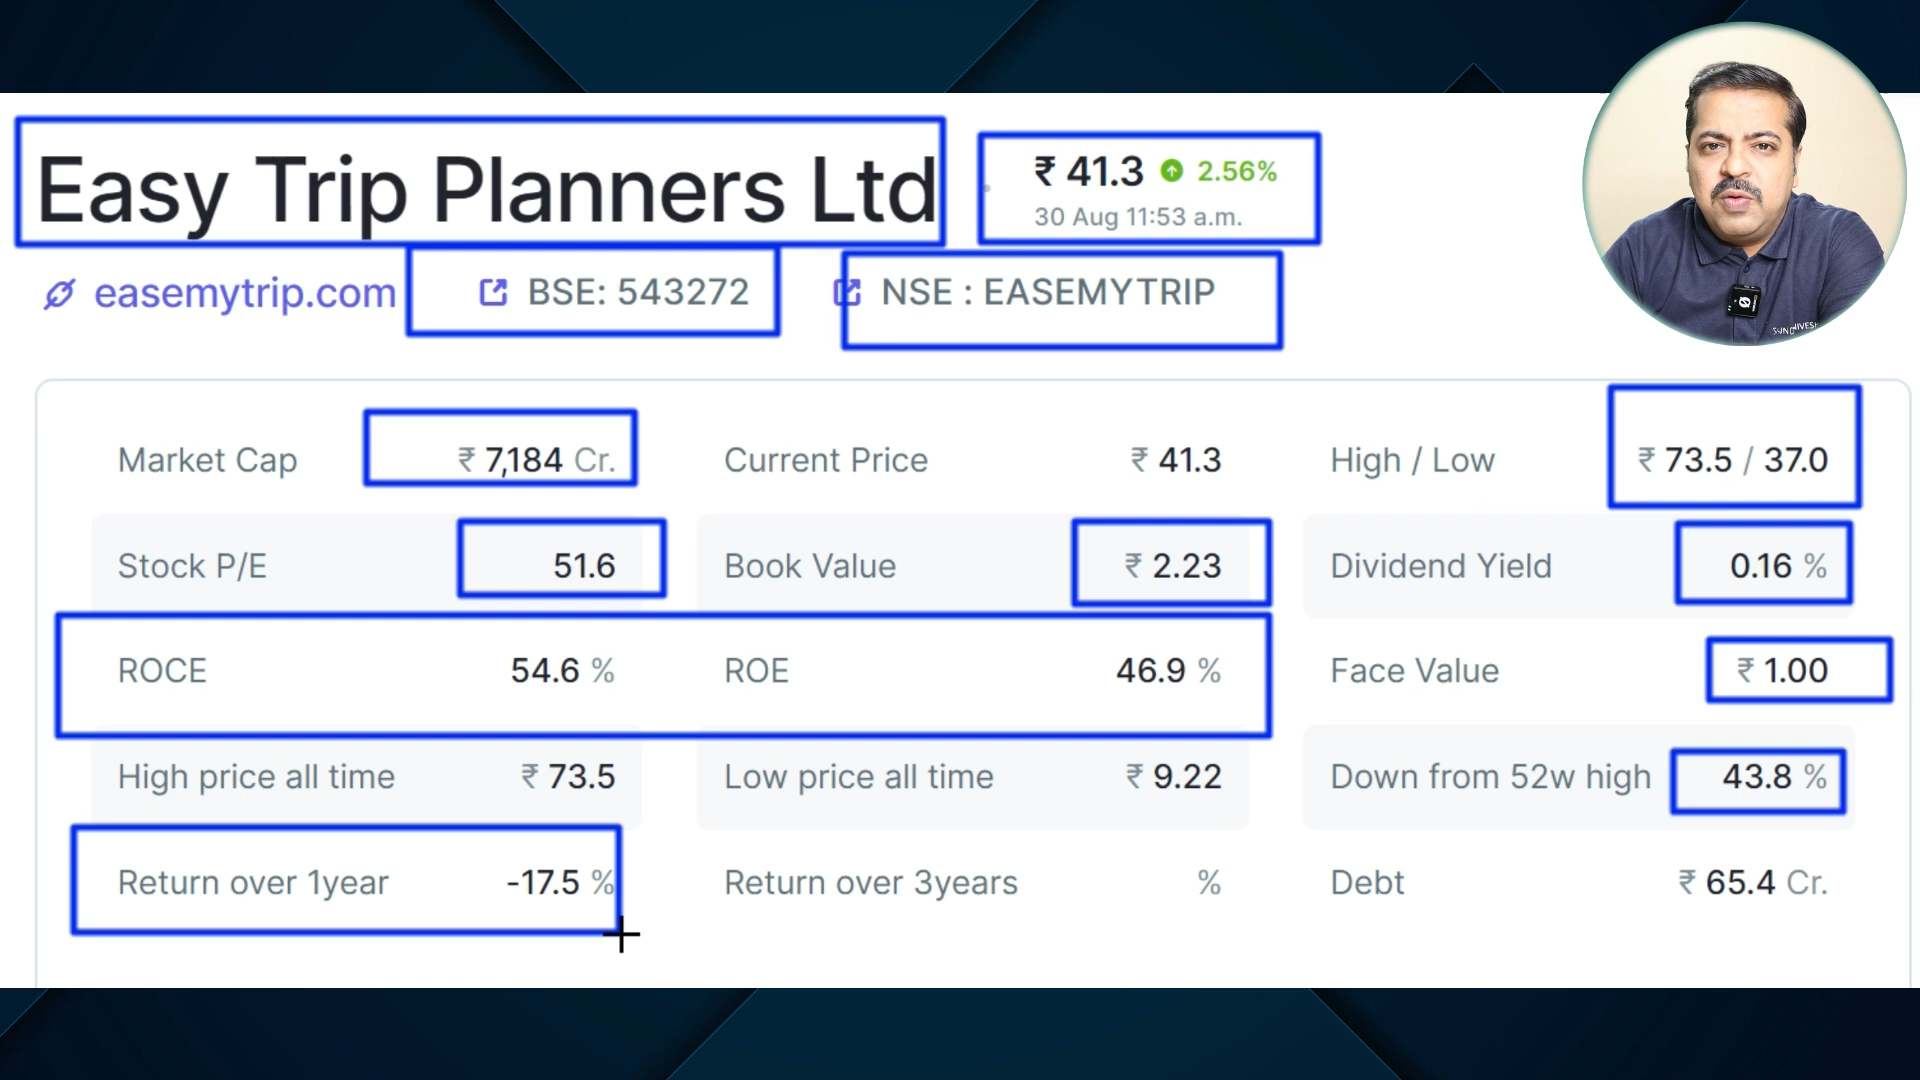 Easy Trip Planners Ltd
₹ 41.3 2.56%
30 Aug 11:53 a.m.
easemytrip.com BSE: 543272 NSE : EASEMYTRIP
Market Cap ₹ 7,184 Cr. Current Price ₹ 41.3 High / Low ₹ 73.5 / 37.0
Stock P/E 51.6 Book Value ₹ 2.23 Dividend Yield 0.16 %
ROCE 54.6 % ROE 46.9 % Face Value ₹ 1.00
High price all time ₹ 73.5 Low price all time ₹ 9.22 Down from 52w high 43.8 %
Return over 1year -17.5 % Return over 3years % Debt ₹ 65.4 Cr.